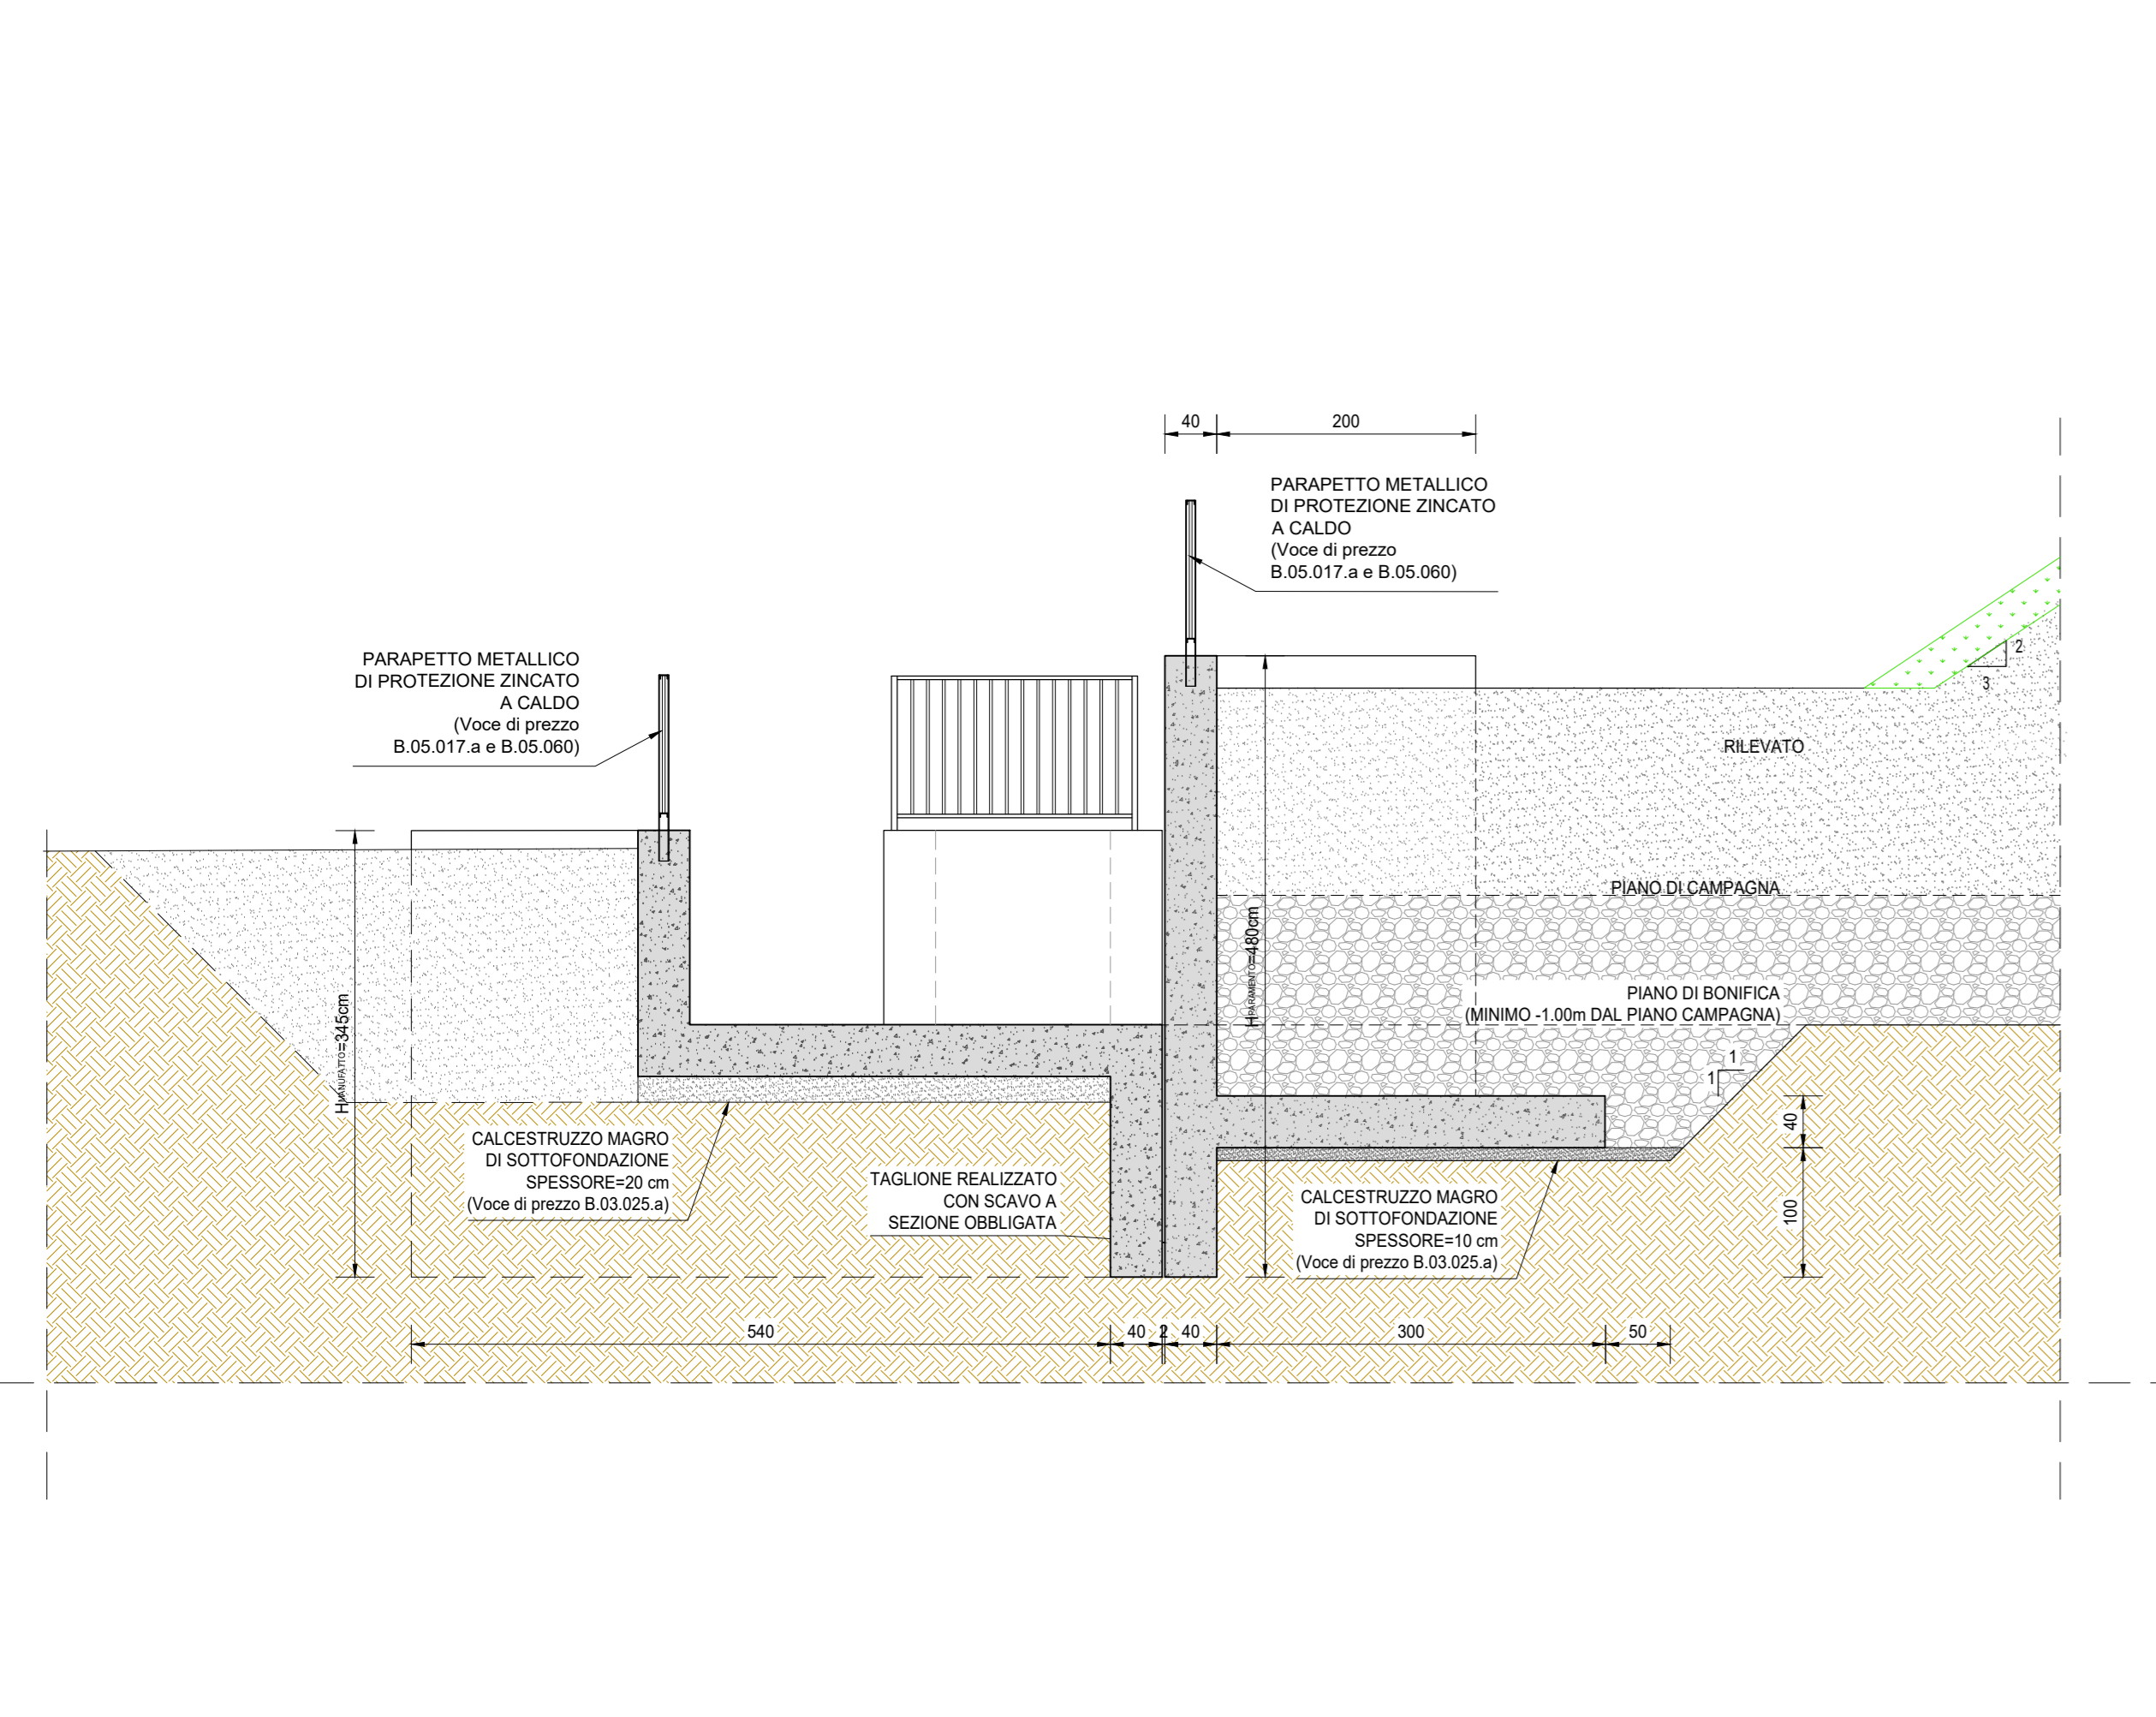 40
200
PARAPETTO METALLICO
DI PROTEZIONE ZINCATO
A CALDO
(Voce di prezzo
B.05.017.a e B.05.060)
PARAPETTO METALLICO
DI PROTEZIONE ZINCATO
A CALDO
(Voce di prezzo
B.05.017.a e B.05.060)
2
3
RILEVATO
PIANO DI CAMPAGNA
HPARAMENTO=480cm
PIANO DI BONIFICA
(MINIMO -1.00m DAL PIANO CAMPAGNA)
HMANUFATTO=345cm
1
1
40
100
CALCESTRUZZO MAGRO
DI SOTTOFONDAZIONE
SPESSORE=20 cm
(Voce di prezzo B.03.025.a)
TAGLIONE REALIZZATO
CON SCAVO A
SEZIONE OBBLIGATA
CALCESTRUZZO MAGRO
DI SOTTOFONDAZIONE
SPESSORE=10 cm
(Voce di prezzo B.03.025.a)
540
40
2
40
300
50